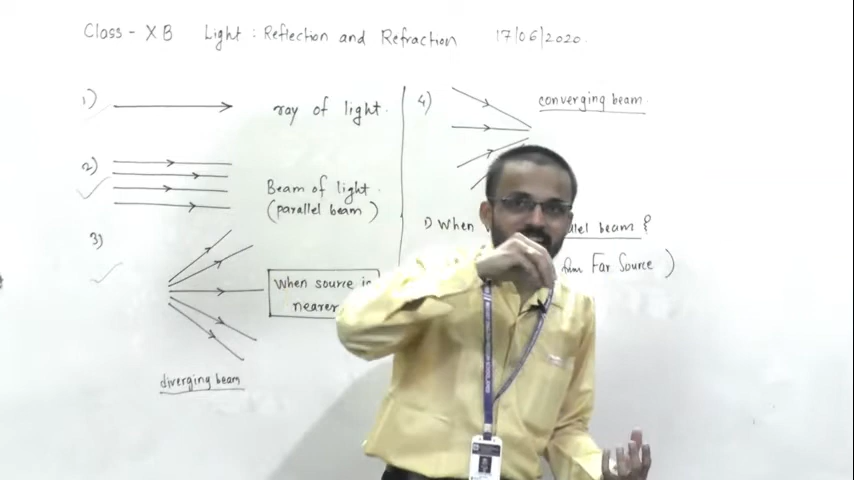 Class - X B Light : Reflection and Refraction 17/06/2020.
1) ray of light.
2) Beam of light.
(parallel beam)
3)
When source is
nearer
diverging beam
4) converging beam.
1) When beam ?
Far Source )